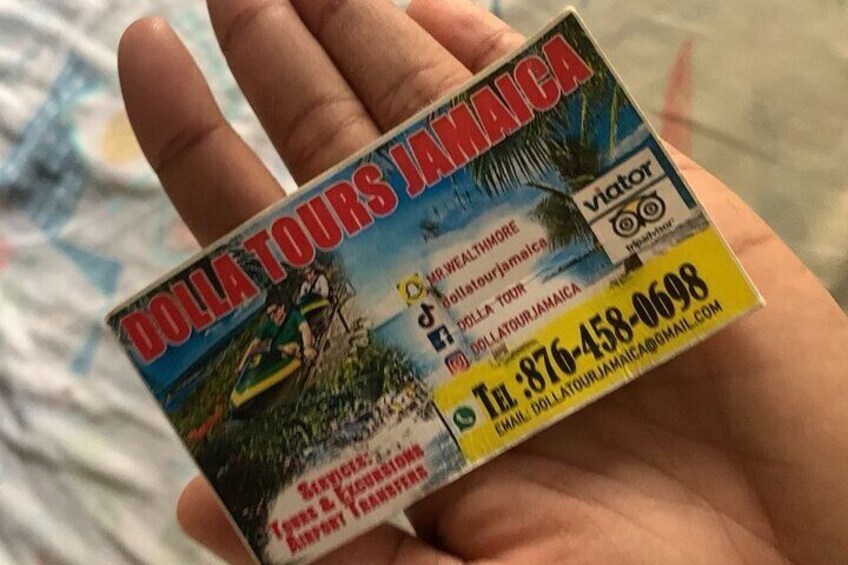 DOLLA TOURS JAMAICA
viator
tripadvisor
MR.WEALTHMORE
dollatourjamaica
DOLLA TOUR
DOLLATOURJAMAICA
TEL:876-458-0698
EMAIL: DOLLATOURJAMAICA@GMAIL.COM
SERVICES:
TOURS & EXCURSIONS
AIRPORT TRANSFERS